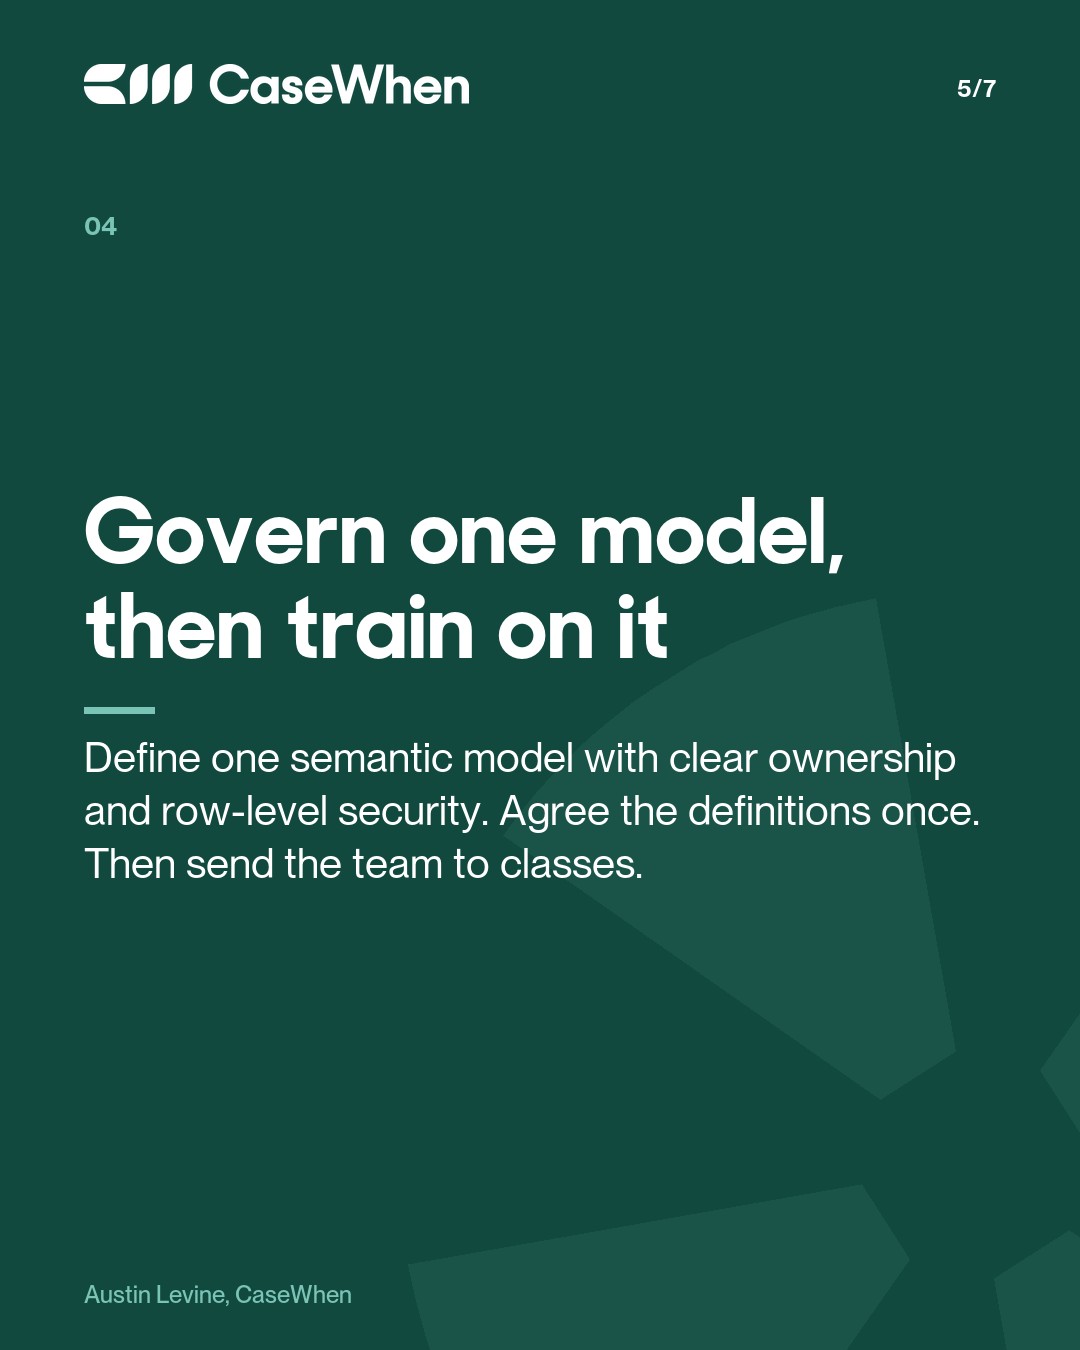 CaseWhen
5/7
04
Govern one model,
then train on it
Define one semantic model with clear ownership
and row-level security. Agree the definitions once.
Then send the team to classes.
Austin Levine, CaseWhen